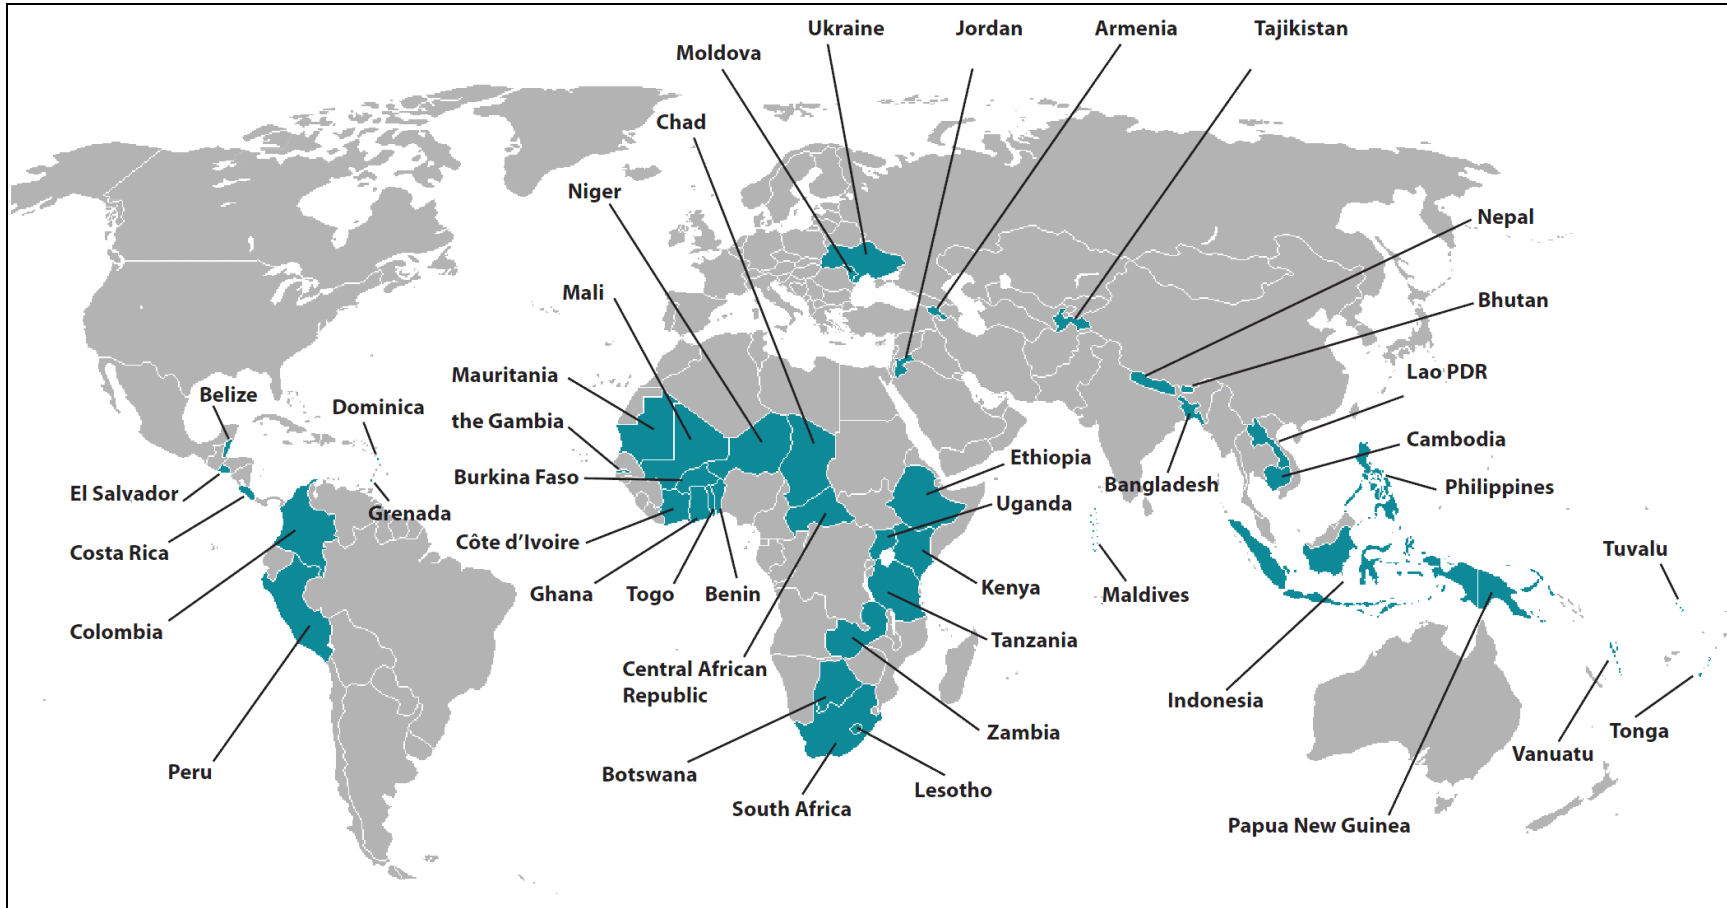 Ukraine
Jordan
Armenia
Tajikistan
Moldova
Chad
Niger
Nepal
Mali
Bhutan
Mauritania
Lao PDR
Belize
Dominica
the Gambia
Cambodia
Ethiopia
Burkina Faso
Bangladesh
Philippines
El Salvador
Grenada
Uganda
Costa Rica
Côte d'Ivoire
Tuvalu
Ghana
Togo
Benin
Kenya
Maldives
Colombia
Tanzania
Central African
Republic
Indonesia
Zambia
Tonga
Vanuatu
Peru
Botswana
Lesotho
South Africa
Papua New Guinea